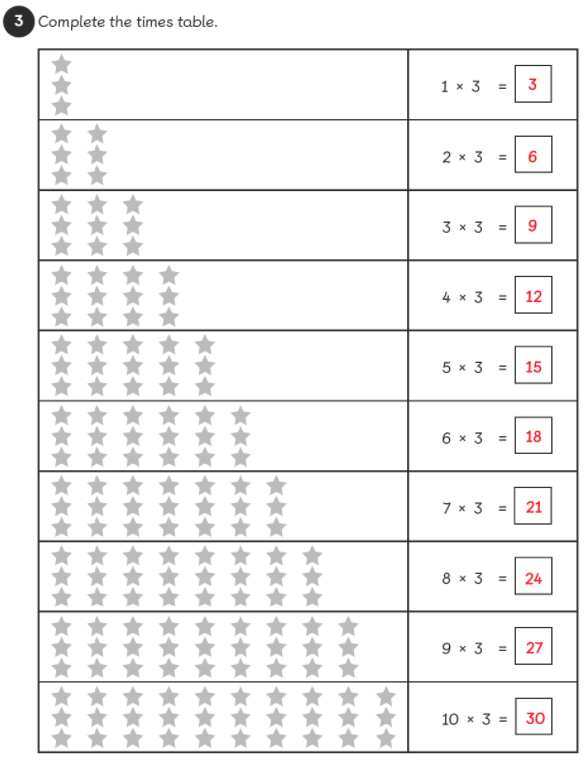 3 Complete the times table.
1 × 3 = 3
2 × 3 = 6
3 × 3 = 9
4 × 3 = 12
5 × 3 = 15
6 × 3 = 18
7 × 3 = 21
8 × 3 = 24
9 × 3 = 27
10 × 3 = 30